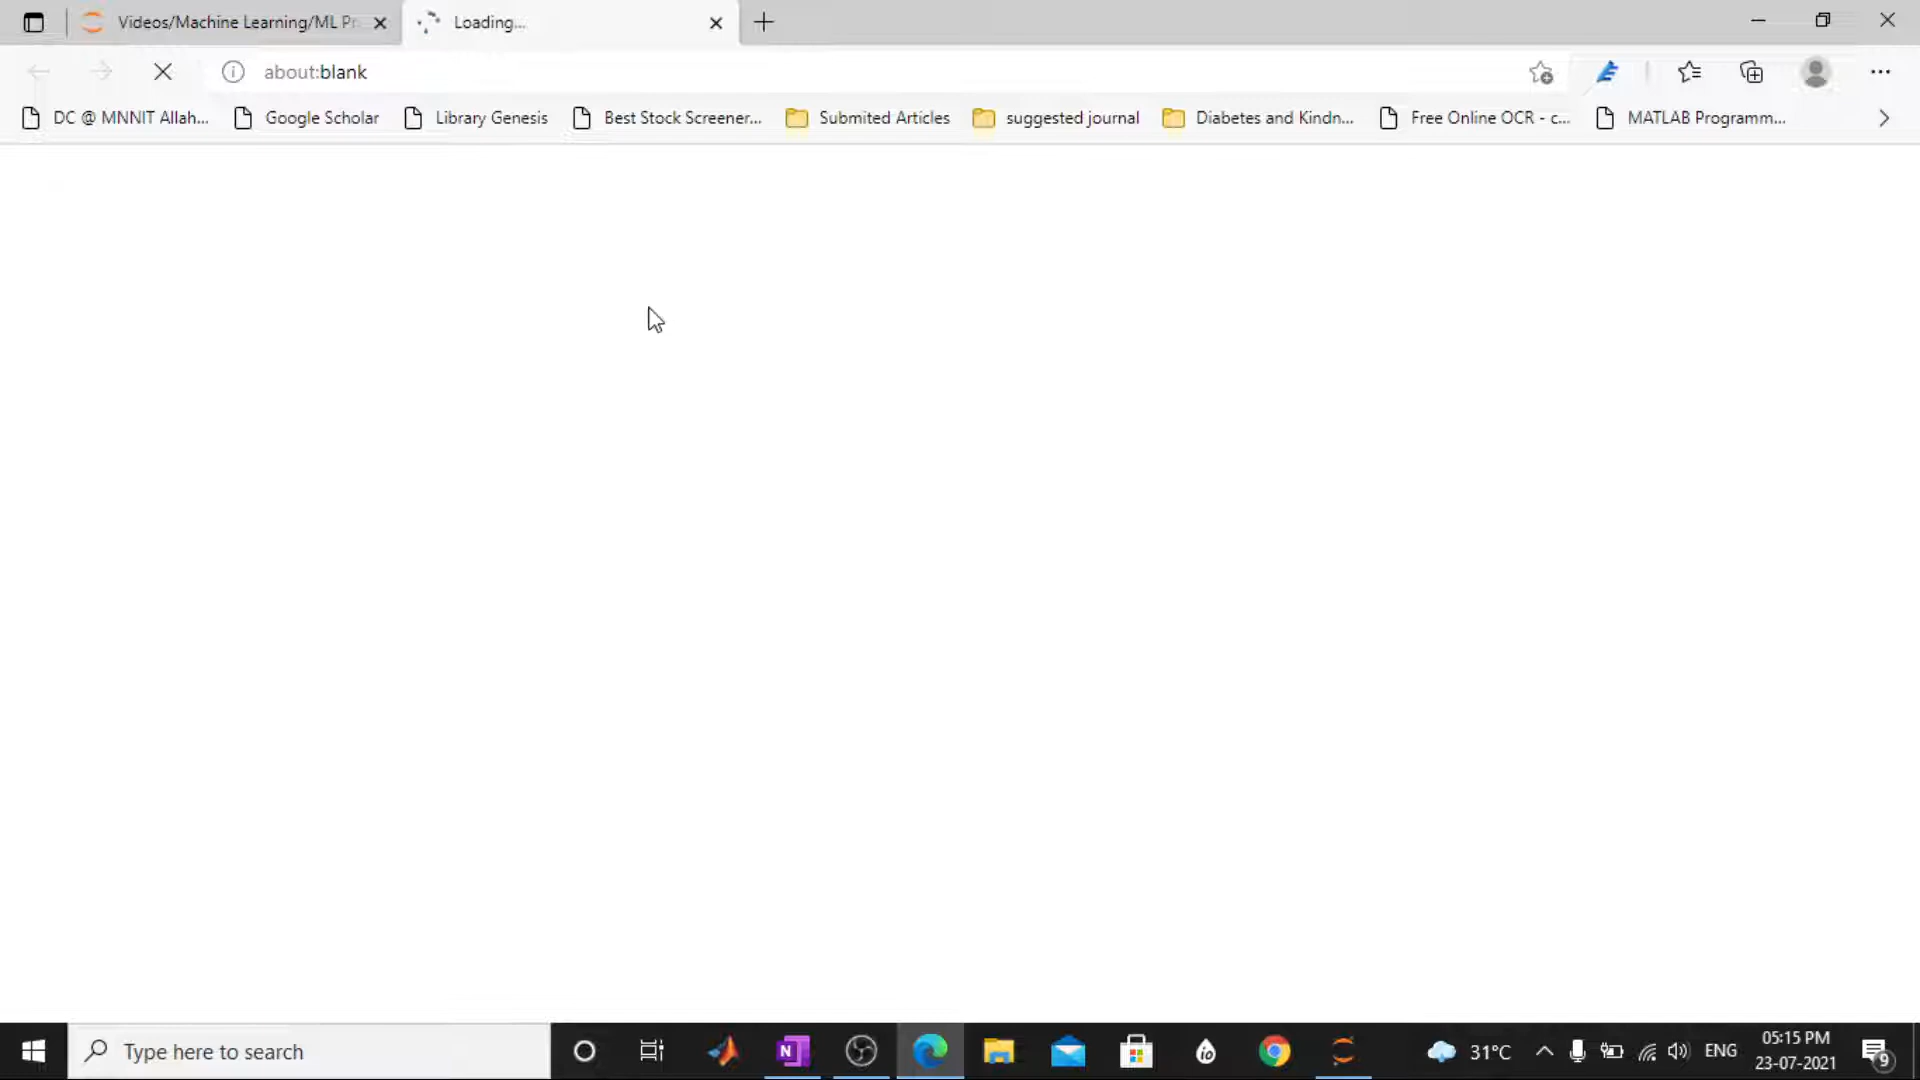 Videos/Machine Learning/ML Pr
Loading...
about:blank
DC @ MNNIT Allah...
Google Scholar
Library Genesis
Best Stock Screener...
Submited Articles
suggested journal
Diabetes and Kindn...
Free Online OCR - c...
MATLAB Programm...
Type here to search
N
io
31°C
ENG
05:15 PM
23-07-2021
9